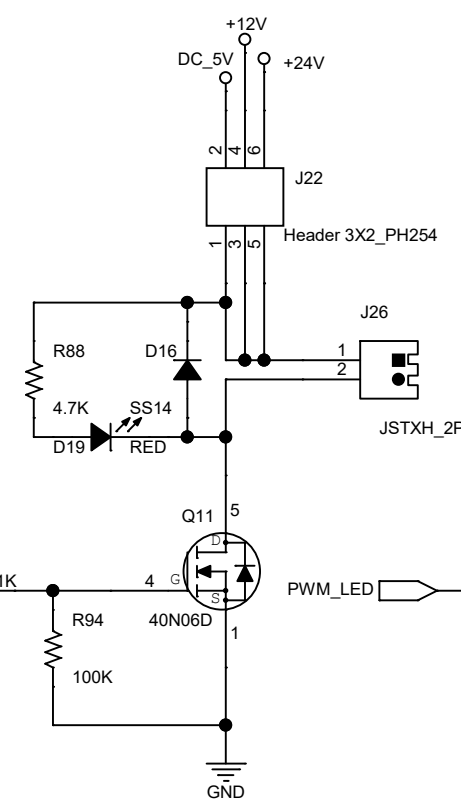 +12V
DC_5V
+24V
2
4
6
J22
1
3
5
Header 3X2_PH254
J26
R88
D16
1
2
4.7K
SS14
JSTXH_2P
D19
RED
5
Q11
D
1K
4
G
PWM_LED
S
R94
40N06D
1
100K
GND